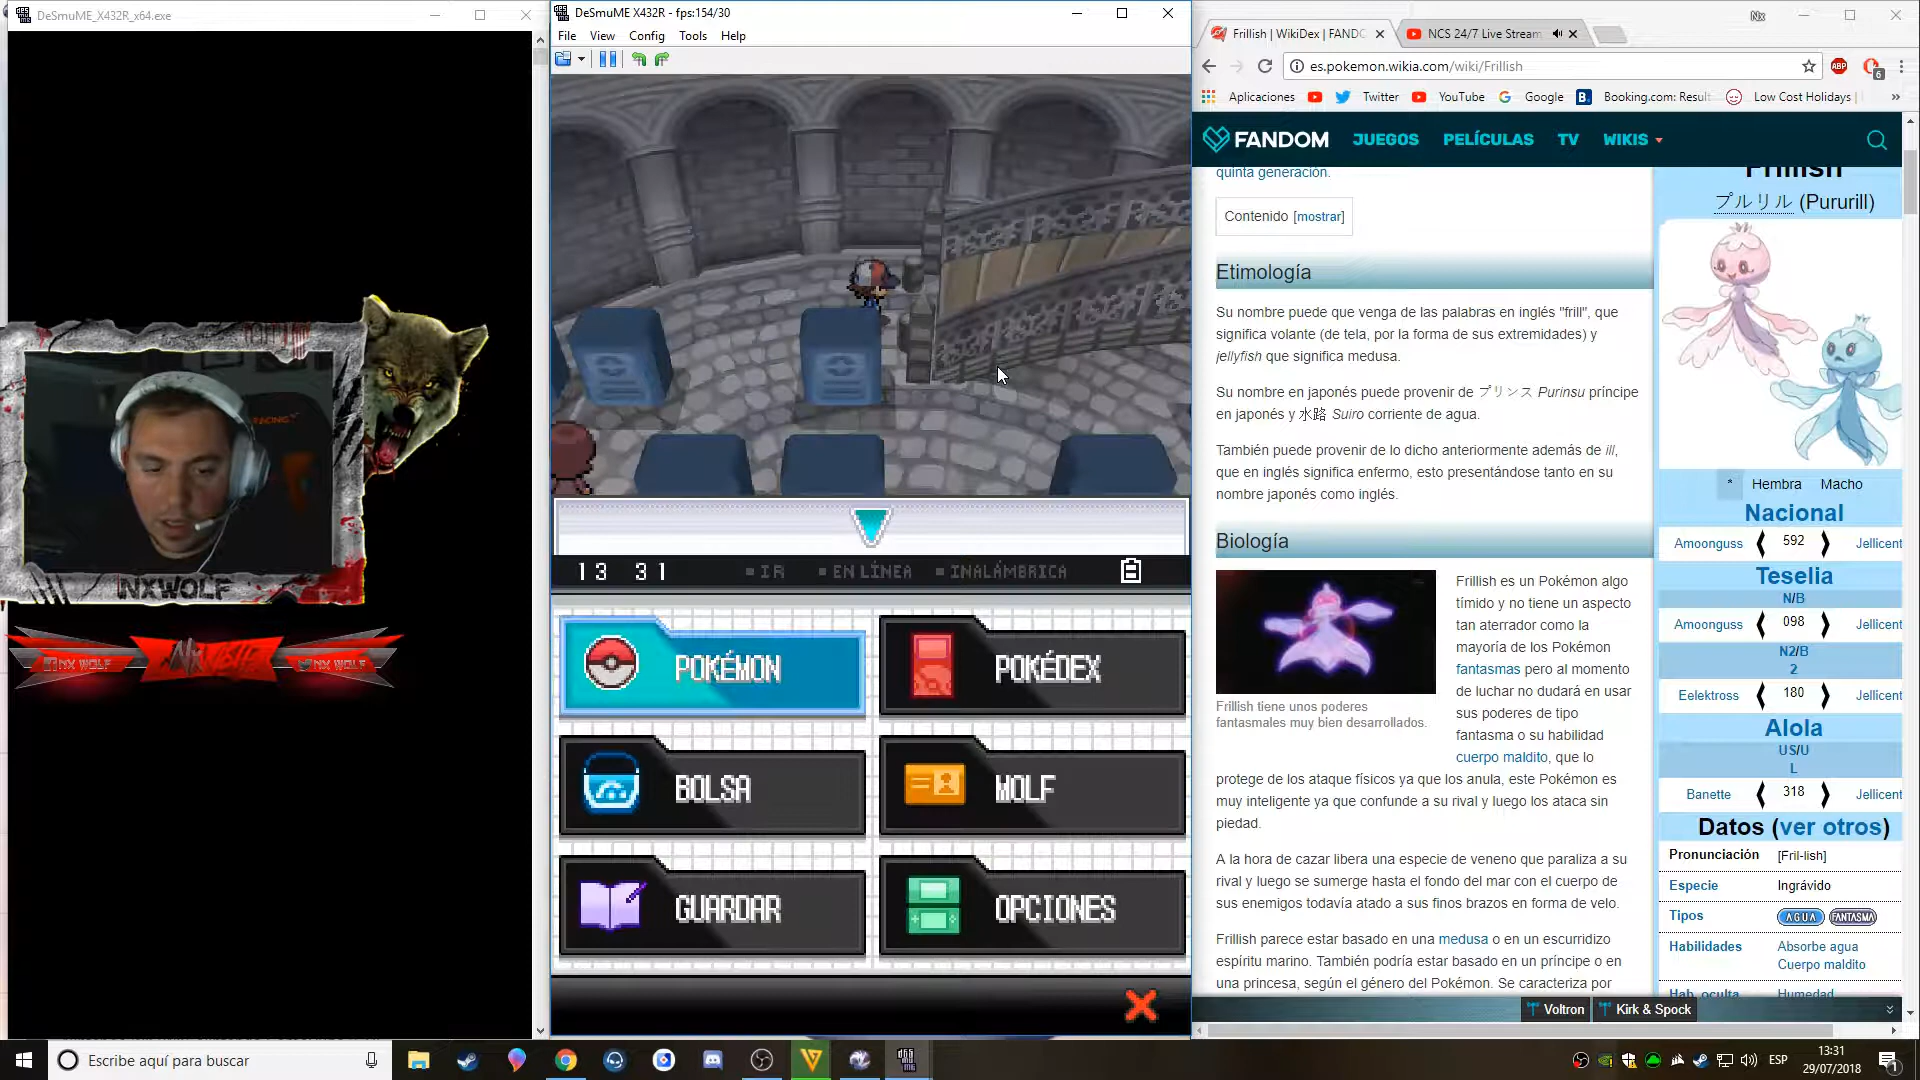 DeSmuME_X432R_x64.exe
INXWOLF
NX WOLF
NX WOLF
DeSmuME X432R - fps:154/30
File View Config Tools Help
13 31 IR EN LÍNEA INALÁMBRICA
POKÉMON
POKÉDEX
BOLSA
WOLF
GUARDAR
OPCIONES
Nx
Frillish | WikiDex | FANDO
NCS 24/7 Live Stream
es.pokemon.wikia.com/wiki/Frillish
ABP
6
Aplicaciones Twitter YouTube Google Booking.com: Result Low Cost Holidays |
FANDOM JUEGOS PELÍCULAS TV WIKIS
quinta generación.
Contenido [mostrar]
Etimología
Su nombre puede que venga de las palabras en inglés "frill", que
significa volante (de tela, por la forma de sus extremidades) y
jellyfish que significa medusa.
Su nombre en japonés puede provenir de プリンス Purinsu príncipe
en japonés y 水路 Suiro corriente de agua.
También puede provenir de lo dicho anteriormente además de ill,
que en inglés significa enfermo, esto presentándose tanto en su
nombre japonés como inglés.
Biología
Frillish tiene unos poderes
fantasmales muy bien desarrollados.
Frillish es un Pokémon algo
tímido y no tiene un aspecto
tan aterrador como la
mayoría de los Pokémon
fantasmas pero al momento
de luchar no dudará en usar
sus poderes de tipo
fantasma o su habilidad
cuerpo maldito, que lo
protege de los ataque físicos ya que los anula, este Pokémon es
muy inteligente ya que confunde a su rival y luego los ataca sin
piedad.
A la hora de cazar libera una especie de veneno que paraliza a su
rival y luego se sumerge hasta el fondo del mar con el cuerpo de
sus enemigos todavía atado a sus finos brazos en forma de velo.
Frillish parece estar basado en una medusa o en un escurridizo
espíritu marino. También podría estar basado en un príncipe o en
una princesa, según el género del Pokémon. Se caracteriza por
Frillish
プルリル (Pururill)
* Hembra Macho
Nacional
Amoonguss 592 Jellicent
Teselia
N/B
Amoonguss 098 Jellicent
N2/B
2
Eelektross 180 Jellicent
Alola
US/U
L
Banette 318 Jellicent
Datos (ver otros)
Pronunciación [Fril-lish]
Especie Ingrávido
Tipos AGUA FANTASMA
Habilidades Absorbe agua
Cuerpo maldito
Hab. oculta Humedad
Voltron Kirk & Spock
Escribe aquí para buscar
ESP
13:31
29/07/2018
1